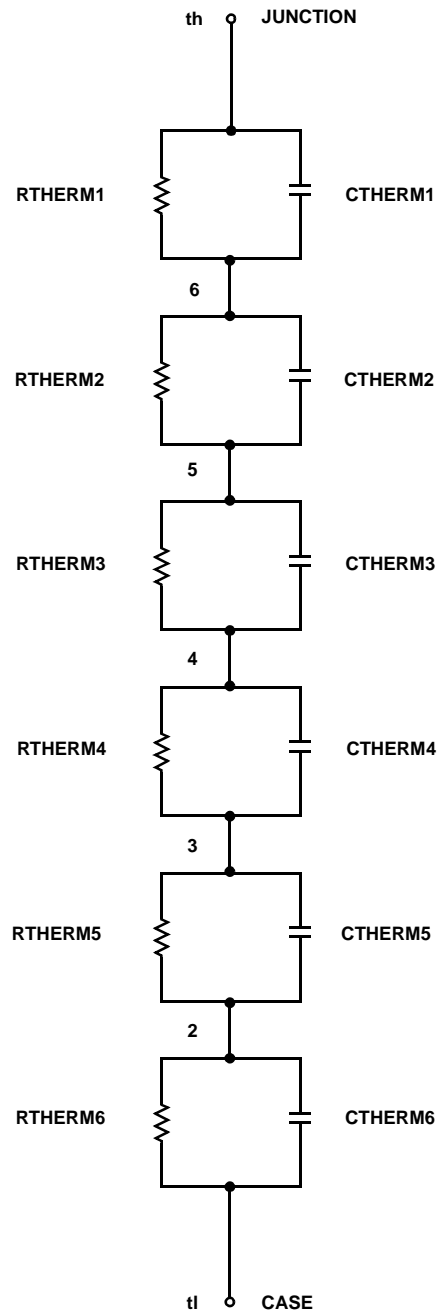 th JUNCTION
RTHERM1 CTHERM1
6
RTHERM2 CTHERM2
5
RTHERM3 CTHERM3
4
RTHERM4 CTHERM4
3
RTHERM5 CTHERM5
2
RTHERM6 CTHERM6
tl CASE